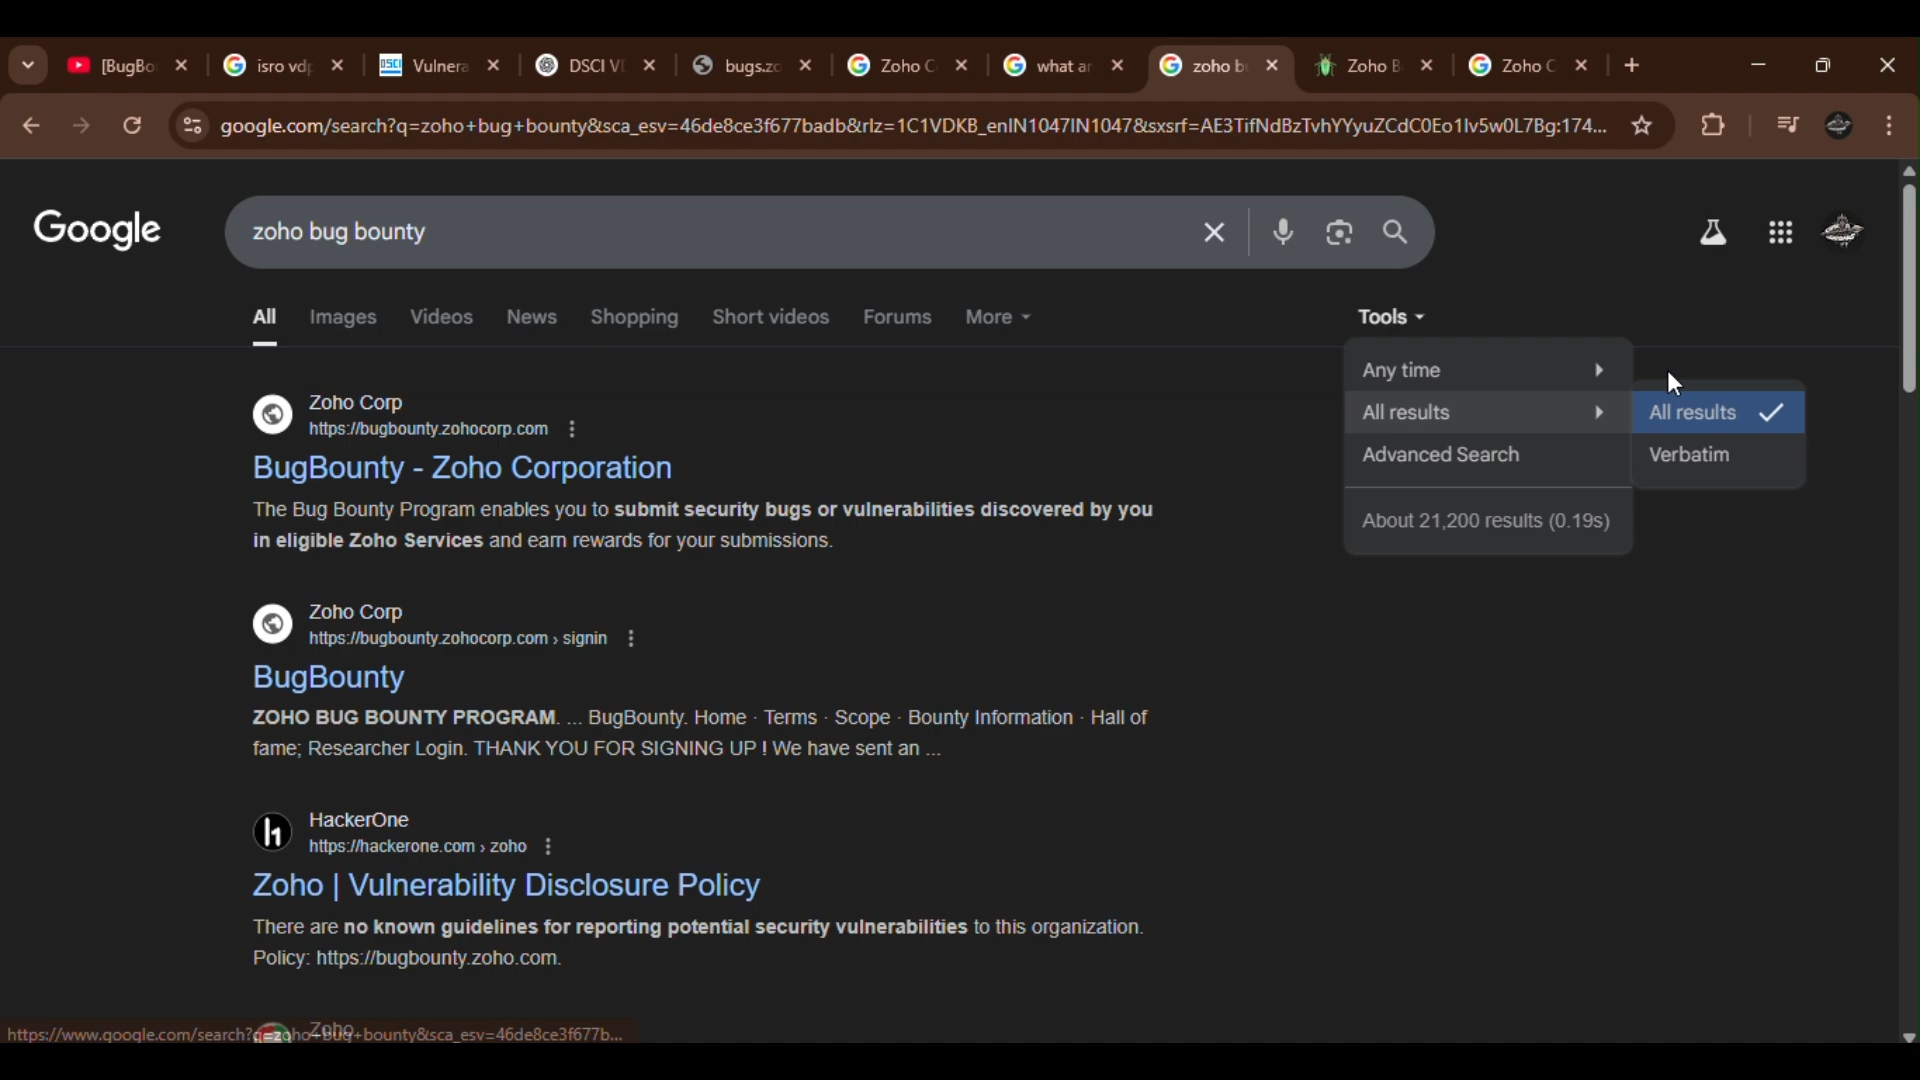 [BugBo
isro vdp
DSCI
Vulnera
DSCI V
bugs.zo
Zoho C
what ar
zoho b
Zoho B
Zoho C
google.com/search?q=zoho+bug+bounty&sca_esv=46de8ce3f677badb&rlz=1C1VDKB_enIN1047IN1047&sxsrf=AE3TifNdBzTvhYYyuZCdC0Eo1Iv5w0L7Bg:174...
Google
zoho bug bounty
All Images Videos News Shopping Short videos Forums More Tools
Any time
All results
Advanced Search
About 21,200 results (0.19s)
All results
Verbatim
Zoho Corp
https://bugbounty.zohocorp.com
BugBounty - Zoho Corporation
The Bug Bounty Program enables you to submit security bugs or vulnerabilities discovered by you
in eligible Zoho Services and earn rewards for your submissions.
Zoho Corp
https://bugbounty.zohocorp.com › signin
BugBounty
ZOHO BUG BOUNTY PROGRAM. ... BugBounty. Home · Terms · Scope · Bounty Information · Hall of
fame; Researcher Login. THANK YOU FOR SIGNING UP ! We have sent an ...
HackerOne
https://hackerone.com › zoho
Zoho | Vulnerability Disclosure Policy
There are no known guidelines for reporting potential security vulnerabilities to this organization.
Policy: https://bugbounty.zoho.com.
Zoho
https://www.google.com/search?q=zoho+bug+bounty&sca_esv=46de8ce3f677b...